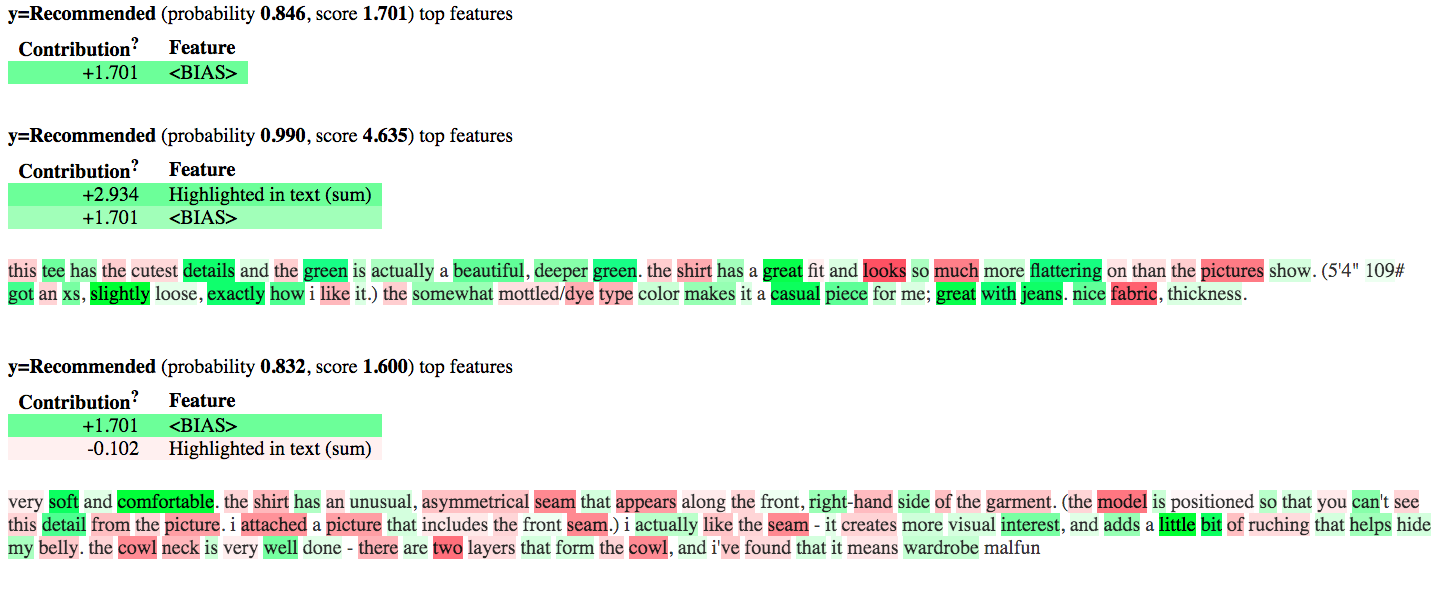 y=Recommended (probability 0.846, score 1.701) top features
Contribution? Feature
+1.701 <BIAS>
y=Recommended (probability 0.990, score 4.635) top features
Contribution? Feature
+2.934 Highlighted in text (sum)
+1.701 <BIAS>
this tee has the cutest details and the green is actually a beautiful, deeper green. the shirt has a great fit and looks so much more flattering on than the pictures show. (5'4" 109#
got an xs, slightly loose, exactly how i like it.) the somewhat mottled/dye type color makes it a casual piece for me; great with jeans. nice fabric, thickness.
y=Recommended (probability 0.832, score 1.600) top features
Contribution? Feature
+1.701 <BIAS>
-0.102 Highlighted in text (sum)
very soft and comfortable. the shirt has an unusual, asymmetrical seam that appears along the front, right-hand side of the garment. (the model is positioned so that you can't see
this detail from the picture. i attached a picture that includes the front seam.) i actually like the seam - it creates more visual interest, and adds a little bit of ruching that helps hide
my belly. the cowl neck is very well done - there are two layers that form the cowl, and i've found that it means wardrobe malfun